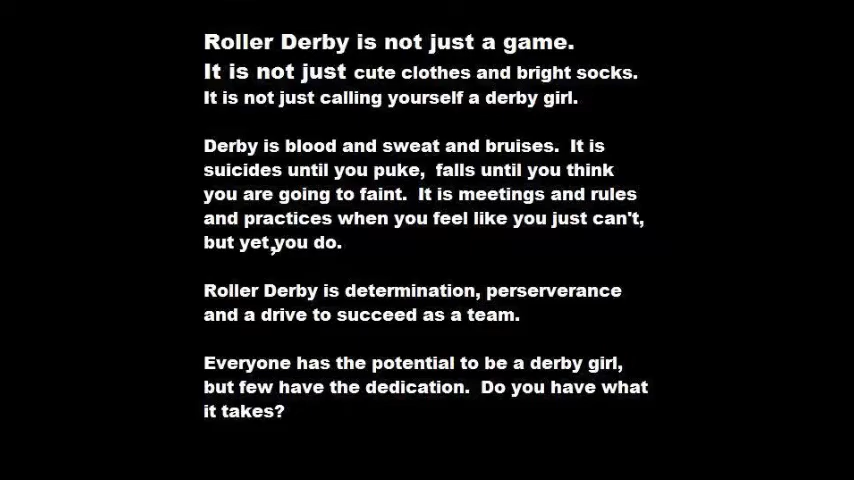 Roller Derby is not just a game.
It is not just cute clothes and bright socks.
It is not just calling yourself a derby girl.
Derby is blood and sweat and bruises.  It is
suicides until you puke,  falls until you think
you are going to faint.  It is meetings and rules
and practices when you feel like you just can't,
but yet,you do.
Roller Derby is determination, perserverance
and a drive to succeed as a team.
Everyone has the potential to be a derby girl,
but few have the dedication.  Do you have what
it takes?